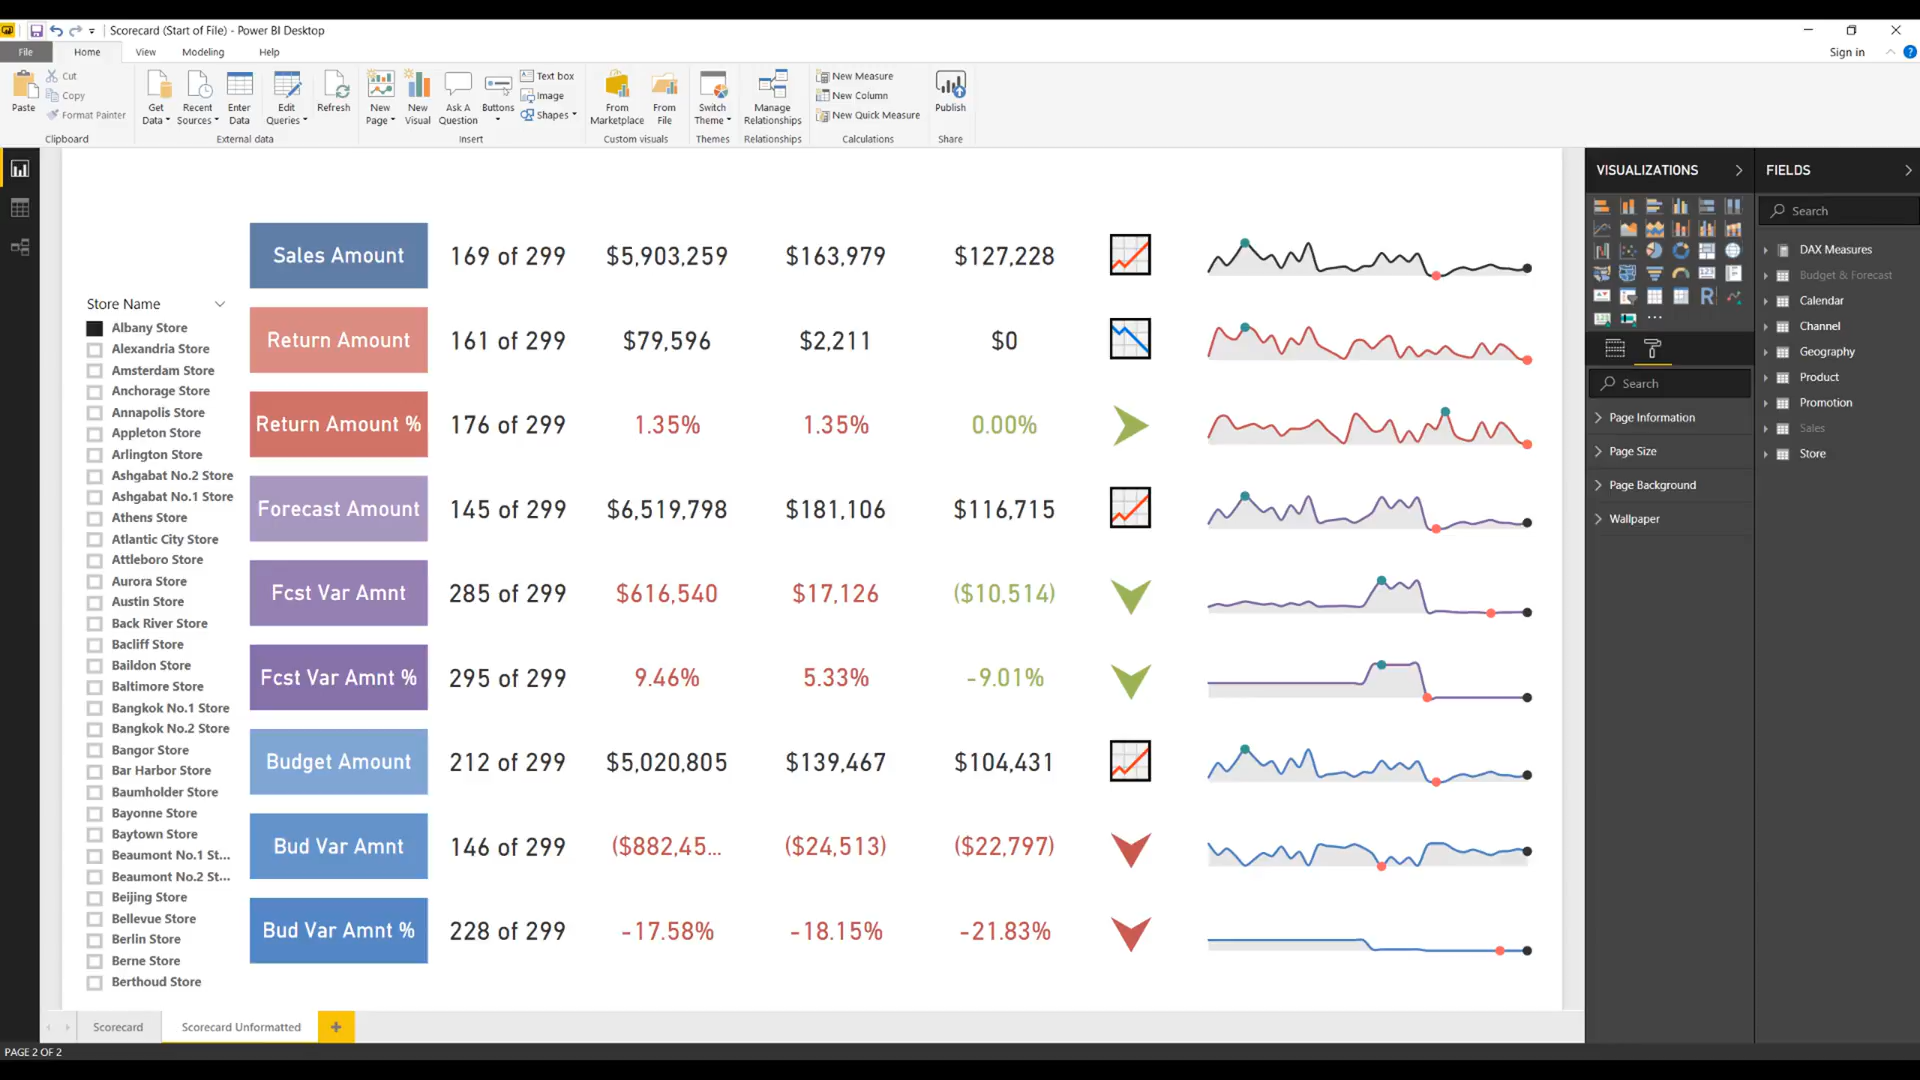 Scorecard (Start of File) - Power BI Desktop
File Home View Modeling Help Sign in
Paste
Cut
Copy
Format Painter
Clipboard
Get Data
Recent Sources
Enter Data
Edit Queries
Refresh
External data
New Page
New Visual
Ask A Question
Buttons
Text box
Image
Shapes
Insert
From Marketplace
From File
Custom visuals
Switch Theme
Themes
Manage Relationships
Relationships
New Measure
New Column
New Quick Measure
Calculations
Publish
Share
Store Name
Albany Store
Alexandria Store
Amsterdam Store
Anchorage Store
Annapolis Store
Appleton Store
Arlington Store
Ashgabat No.2 Store
Ashgabat No.1 Store
Athens Store
Atlantic City Store
Attleboro Store
Aurora Store
Austin Store
Back River Store
Bacliff Store
Baildon Store
Baltimore Store
Bangkok No.1 Store
Bangkok No.2 Store
Bangor Store
Bar Harbor Store
Baumholder Store
Bayonne Store
Baytown Store
Beaumont No.1 St...
Beaumont No.2 St...
Beijing Store
Bellevue Store
Berlin Store
Berne Store
Berthoud Store
Sales Amount 169 of 299 $5,903,259 $163,979 $127,228
Return Amount 161 of 299 $79,596 $2,211 $0
Return Amount % 176 of 299 1.35% 1.35% 0.00%
Forecast Amount 145 of 299 $6,519,798 $181,106 $116,715
Fcst Var Amnt 285 of 299 $616,540 $17,126 ($10,514)
Fcst Var Amnt % 295 of 299 9.46% 5.33% -9.01%
Budget Amount 212 of 299 $5,020,805 $139,467 $104,431
Bud Var Amnt 146 of 299 ($882,45... ($24,513) ($22,797)
Bud Var Amnt % 228 of 299 -17.58% -18.15% -21.83%
VISUALIZATIONS
R
Search
Page Information
Page Size
Page Background
Wallpaper
FIELDS
Search
DAX Measures
Budget & Forecast
Calendar
Channel
Geography
Product
Promotion
Sales
Store
Scorecard
Scorecard Unformatted
+
PAGE 2 OF 2